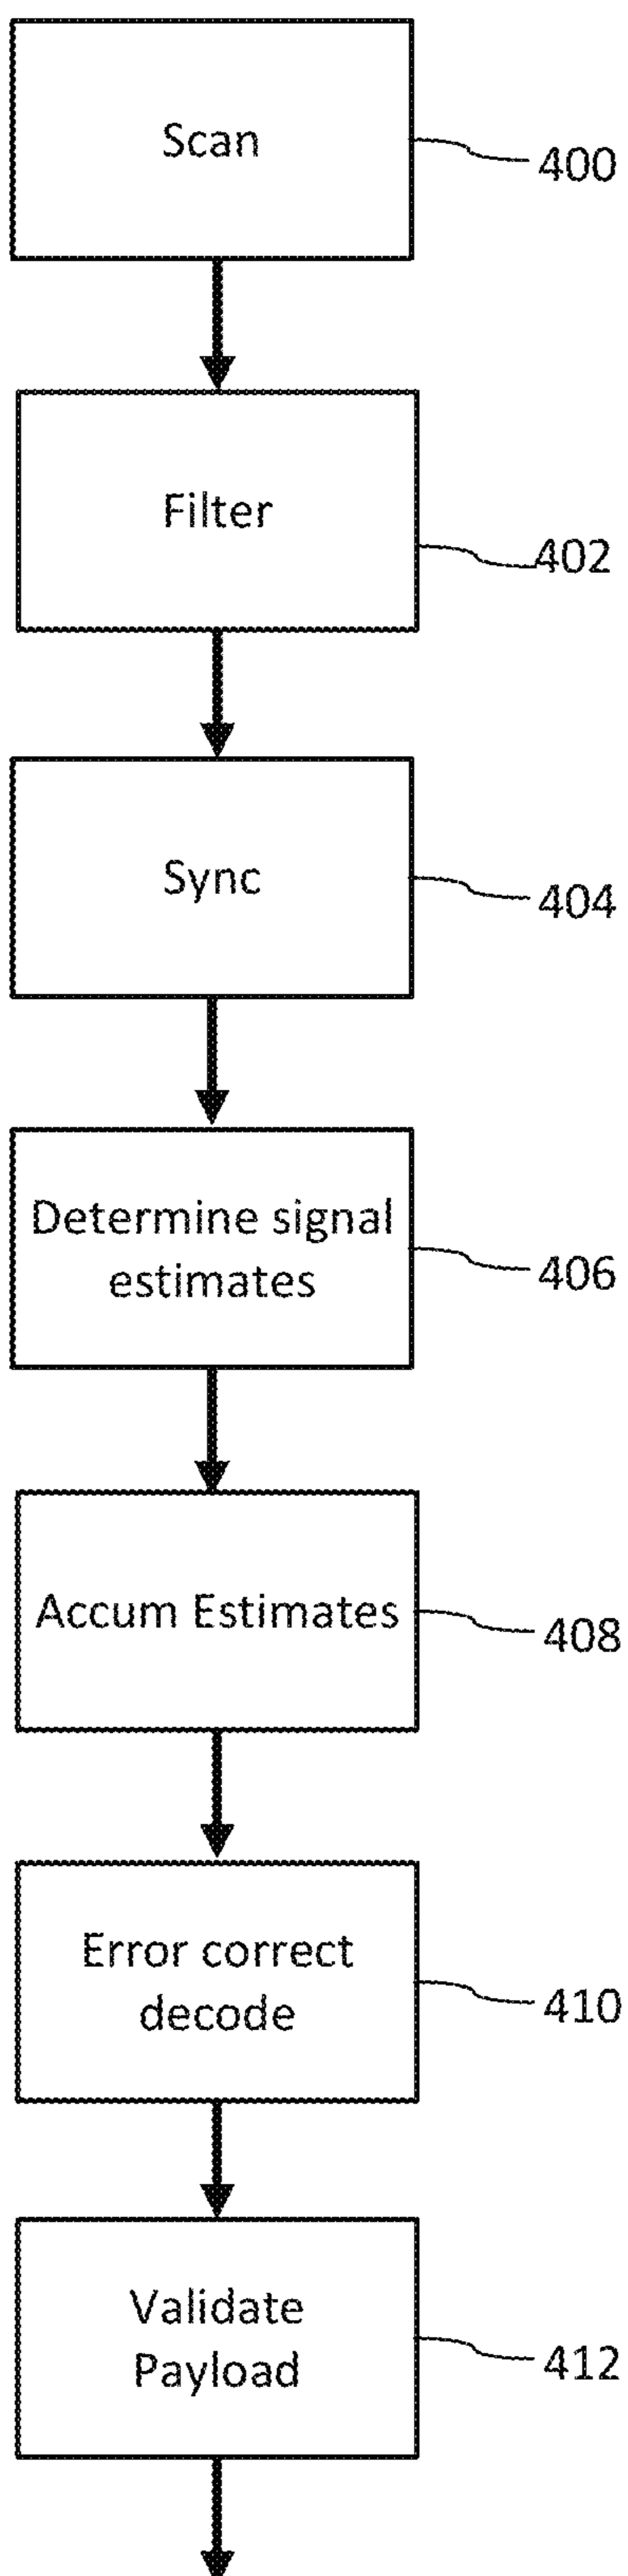 Scan
400
Filter
402
Sync
404
Determine signal
estimates
406
Accum Estimates
408
Error correct
decode
410
Validate
Payload
412